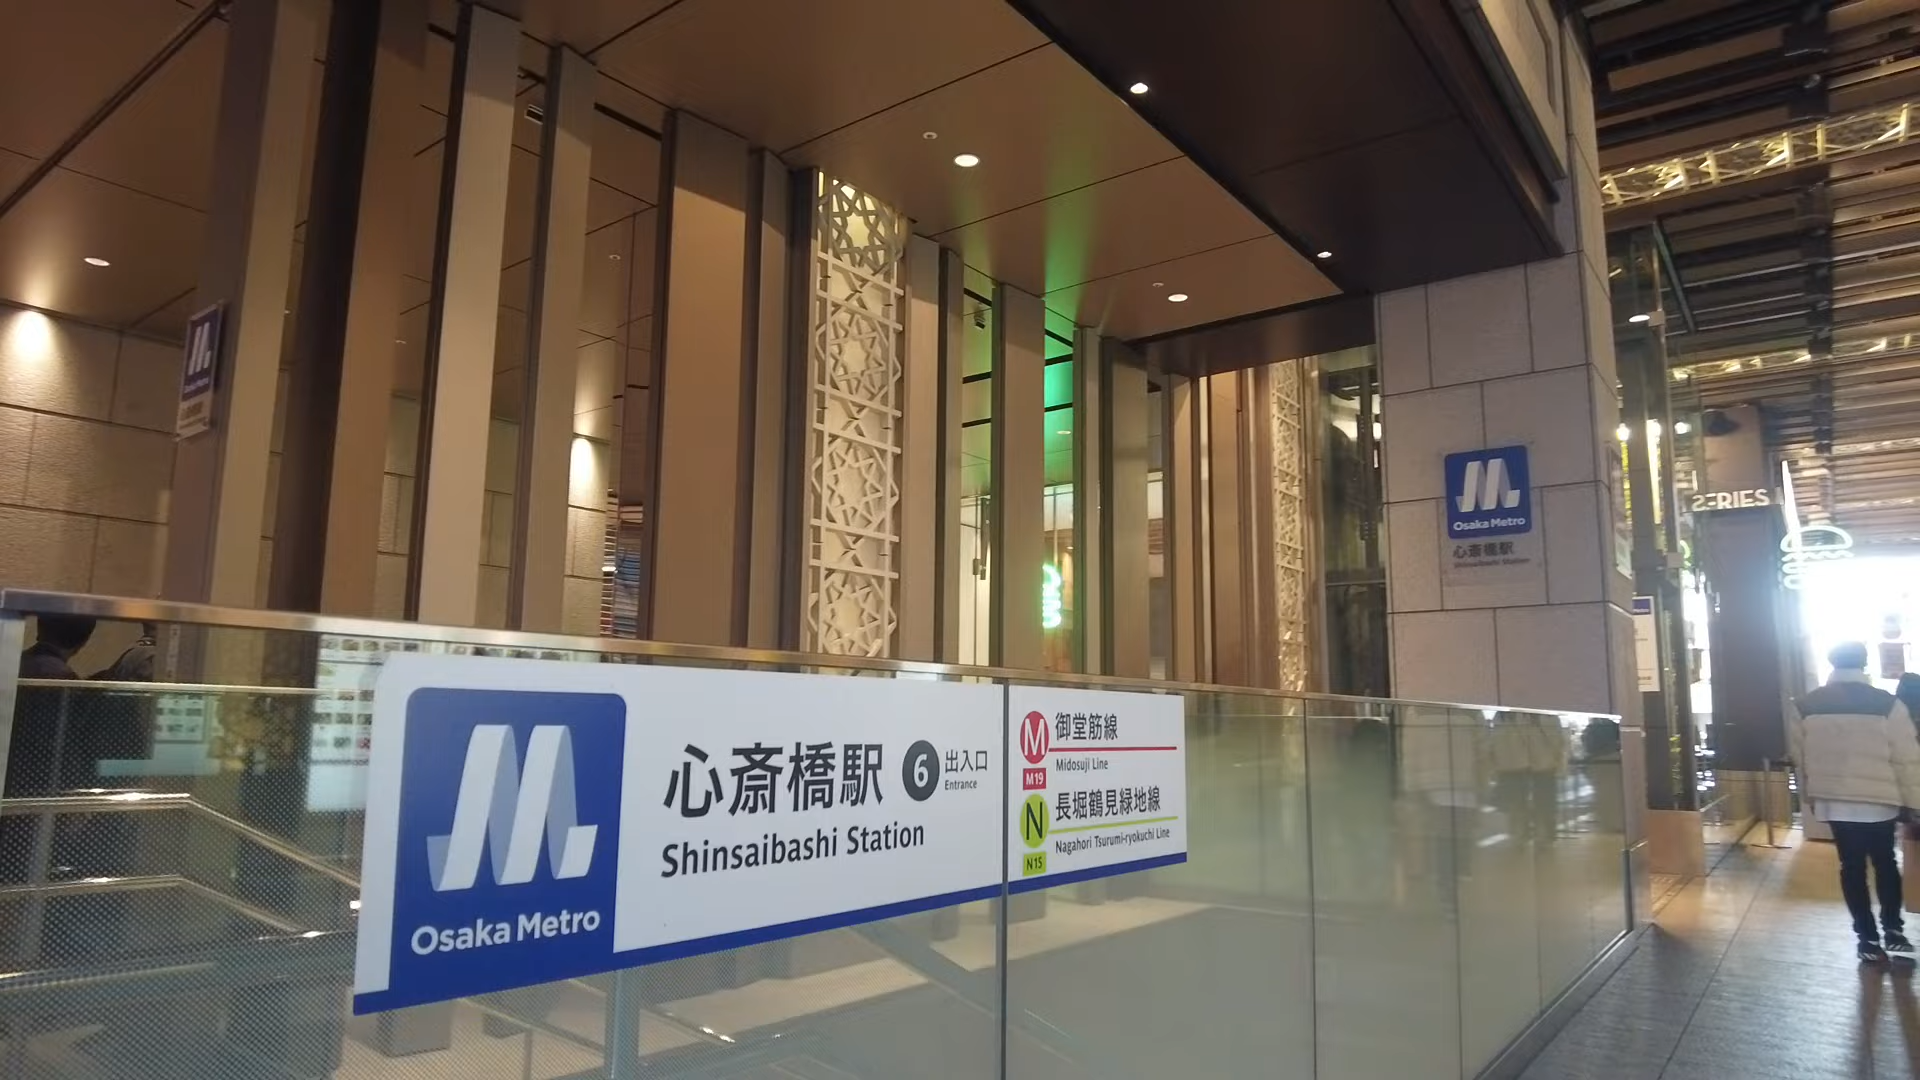 Osaka Metro
心斎橋駅
Shinsaibashi Station
6 出入口
Entrance
M 御堂筋線
M19 Midosuji Line
N 長堀鶴見緑地線
N15 Nagahori Tsurumi-ryokuchi Line
Osaka Metro
心斎橋駅
Shinsaibashi Station
Osaka Metro